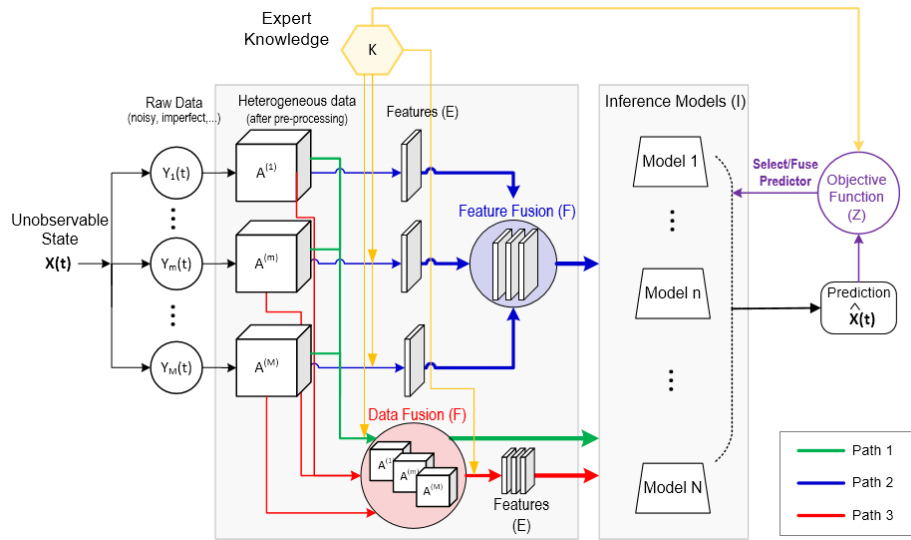 Expert
Knowledge
K
Raw Data
(noisy, imperfect,...)
Heterogeneous data
(after pre-processing)
Features (E)
Inference Models (I)
Y1(t)
A(1)
Model 1
Select/Fuse
Predictor
Objective
Function
(Z)
Unobservable
State
X(t)
Feature Fusion (F)
Ym(t)
A(m)
Model n
Prediction
^
X(t)
YM(t)
A(M)
Data Fusion (F)
A(1)
A(m)
A(M)
Features
(E)
Model N
Path 1
Path 2
Path 3